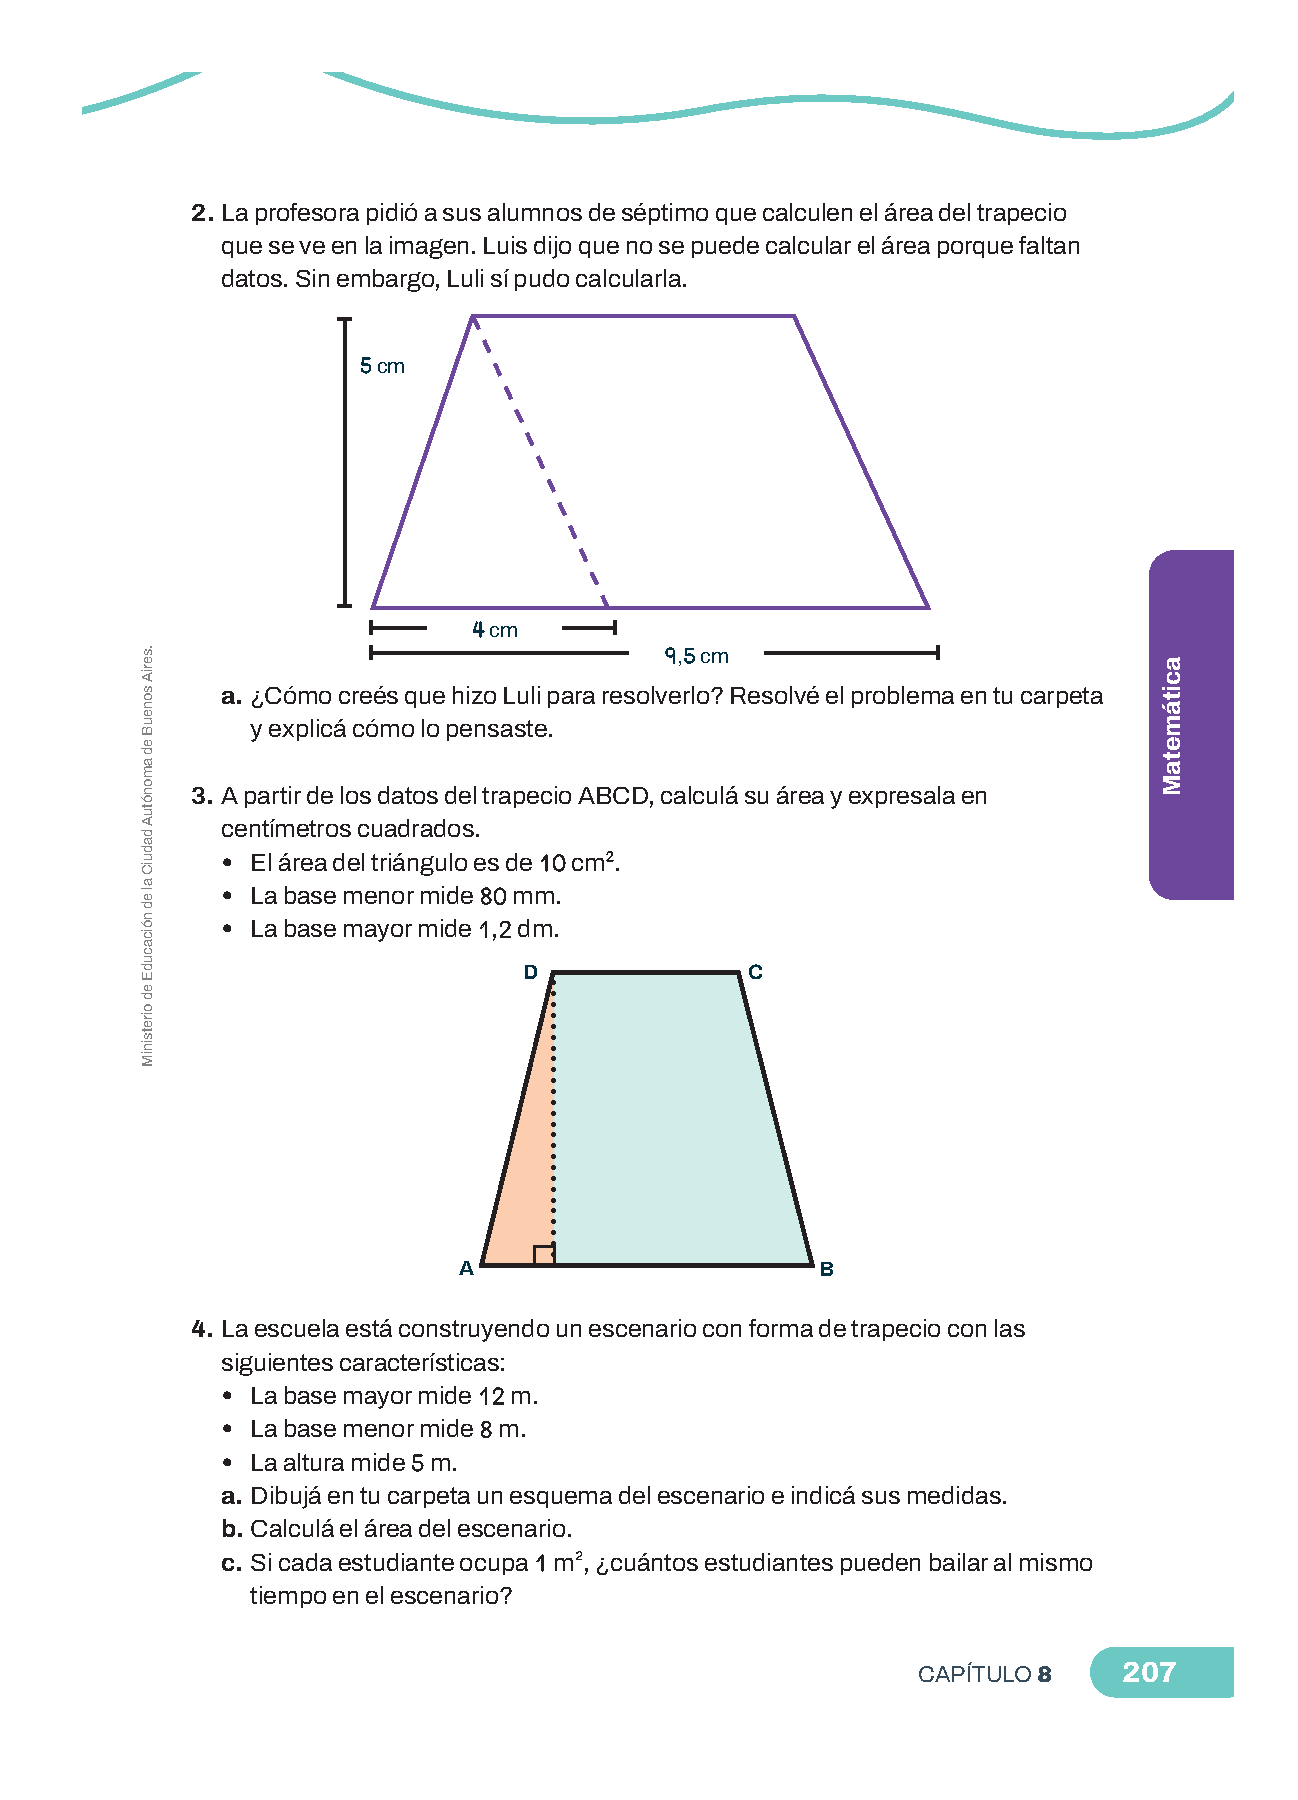 2. La profesora pidió a sus alumnos de séptimo que calculen el área del trapecio
que se ve en la imagen. Luis dijo que no se puede calcular el área porque faltan
datos. Sin embargo, Luli sí pudo calcularla.
5 cm
4 cm
9,5 cm
a. ¿Cómo creés que hizo Luli para resolverlo? Resolvé el problema en tu carpeta
y explicá cómo lo pensaste.
3. A partir de los datos del trapecio ABCD, calculá su área y expresala en
centímetros cuadrados.
• El área del triángulo es de 10 cm².
• La base menor mide 80 mm.
• La base mayor mide 1,2 dm.
D C
A B
4. La escuela está construyendo un escenario con forma de trapecio con las
siguientes características:
• La base mayor mide 12 m.
• La base menor mide 8 m.
• La altura mide 5 m.
a. Dibujá en tu carpeta un esquema del escenario e indicá sus medidas.
b. Calculá el área del escenario.
c. Si cada estudiante ocupa 1 m², ¿cuántos estudiantes pueden bailar al mismo
tiempo en el escenario?
Ministerio de Educación de la Ciudad Autónoma de Buenos Aires.
Matemática
CAPÍTULO 8 207